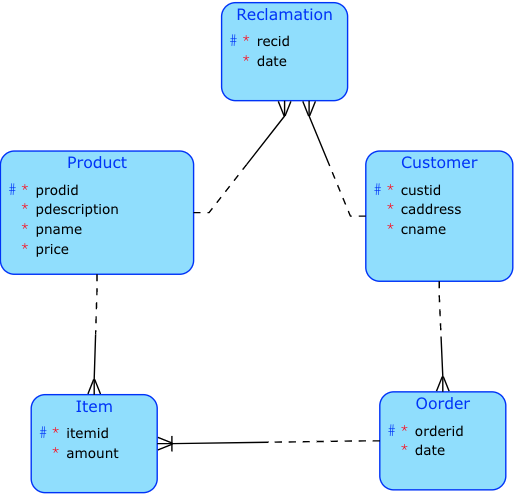 Reclamation
# * recid
* date
Product
# * prodid
* pdescription
* pname
* price
Customer
# * custid
* caddress
* cname
Item
# * itemid
* amount
Oorder
# * orderid
* date